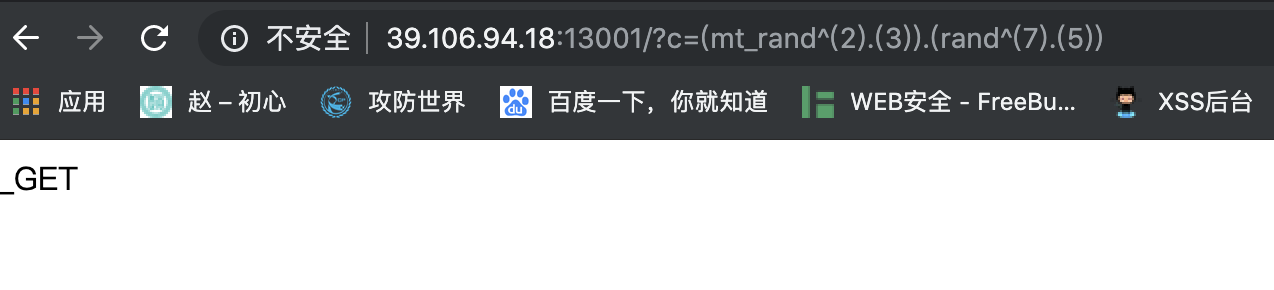 不安全 39.106.94.18:13001/?c=(mt_rand^(2).(3)).(rand^(7).(5))
应用 赵 – 初心 攻防世界 du 百度一下，你就知道 WEB安全 - FreeBu... XSS后台
_GET